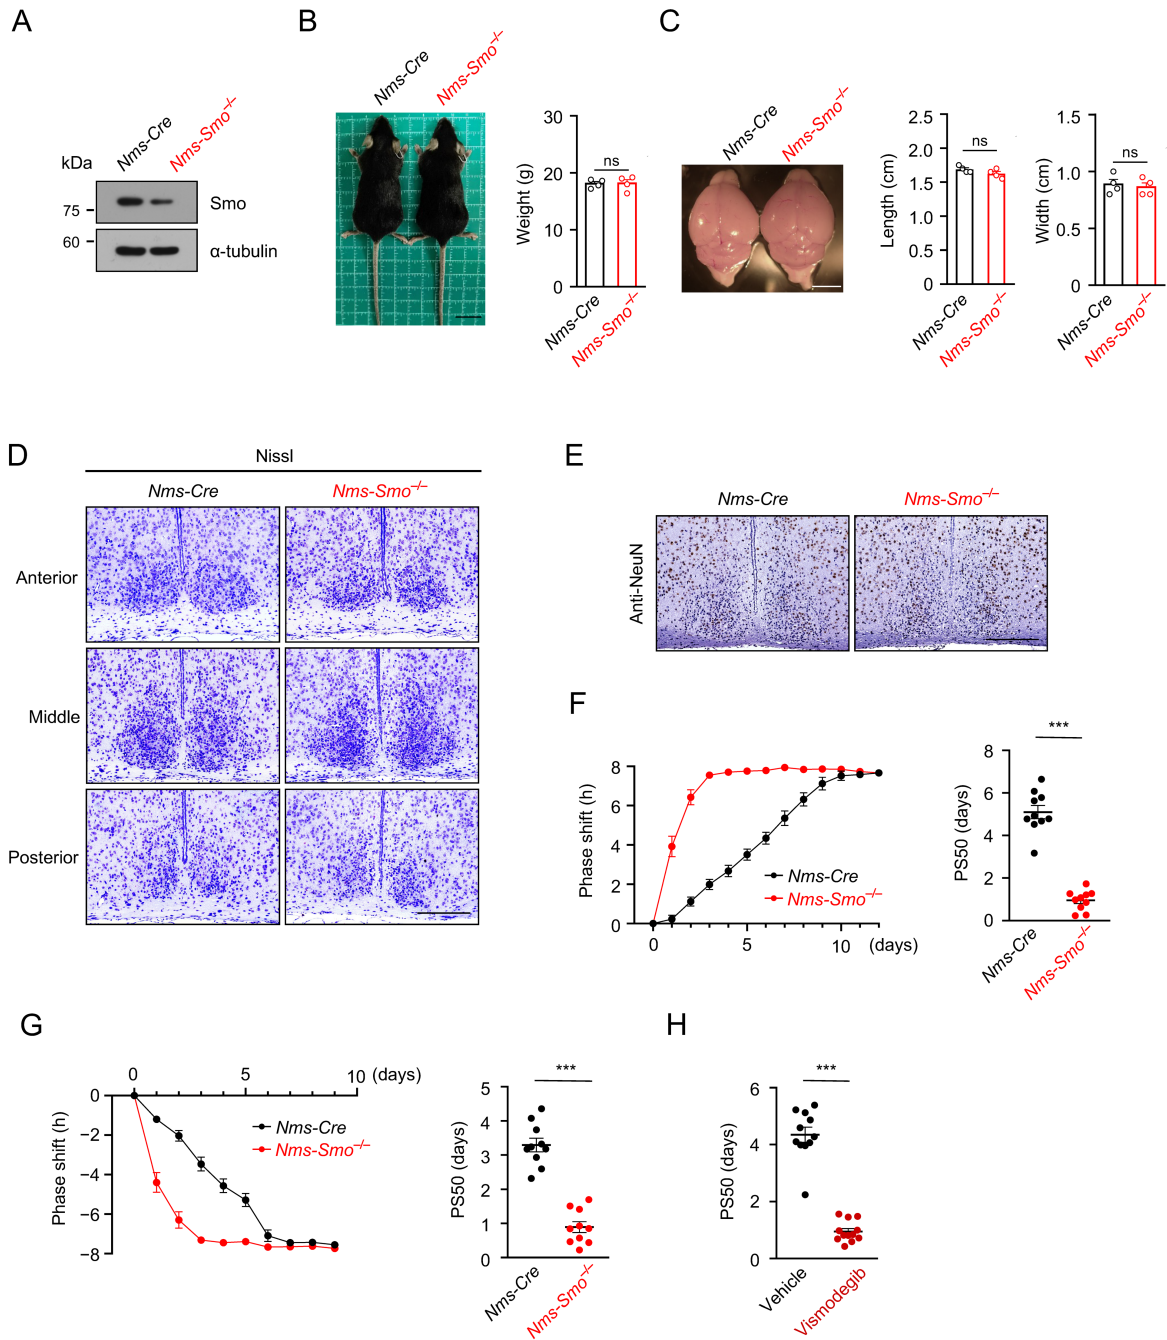 A
kDa
Nms-Cre
Nms-Smo–/–
75
60
Smo
α-tubulin
B
Nms-Cre
Nms-Smo–/–
Weight (g)
30
20
10
0
ns
Nms-Cre
Nms-Smo–/–
C
Nms-Cre
Nms-Smo–/–
Length (cm)
2.5
2.0
1.5
1.0
0.5
0
ns
Nms-Cre
Nms-Smo–/–
Width (cm)
1.5
1.0
0.5
0
ns
Nms-Cre
Nms-Smo–/–
D
Nissl
Nms-Cre
Nms-Smo–/–
Anterior
Middle
Posterior
E
Nms-Cre
Nms-Smo–/–
Anti-NeuN
F
Phase shift (h)
8
6
4
2
0
0
5
10
(days)
Nms-Cre
Nms-Smo–/–
PS50 (days)
8
6
4
2
0
***
Nms-Cre
Nms-Smo–/–
G
0
5
10
(days)
Phase shift (h)
0
−2
−4
−6
−8
Nms-Cre
Nms-Smo–/–
PS50 (days)
5
4
3
2
1
0
***
Nms-Cre
Nms-Smo–/–
H
PS50 (days)
6
4
2
0
***
Vehicle
Vismodegib